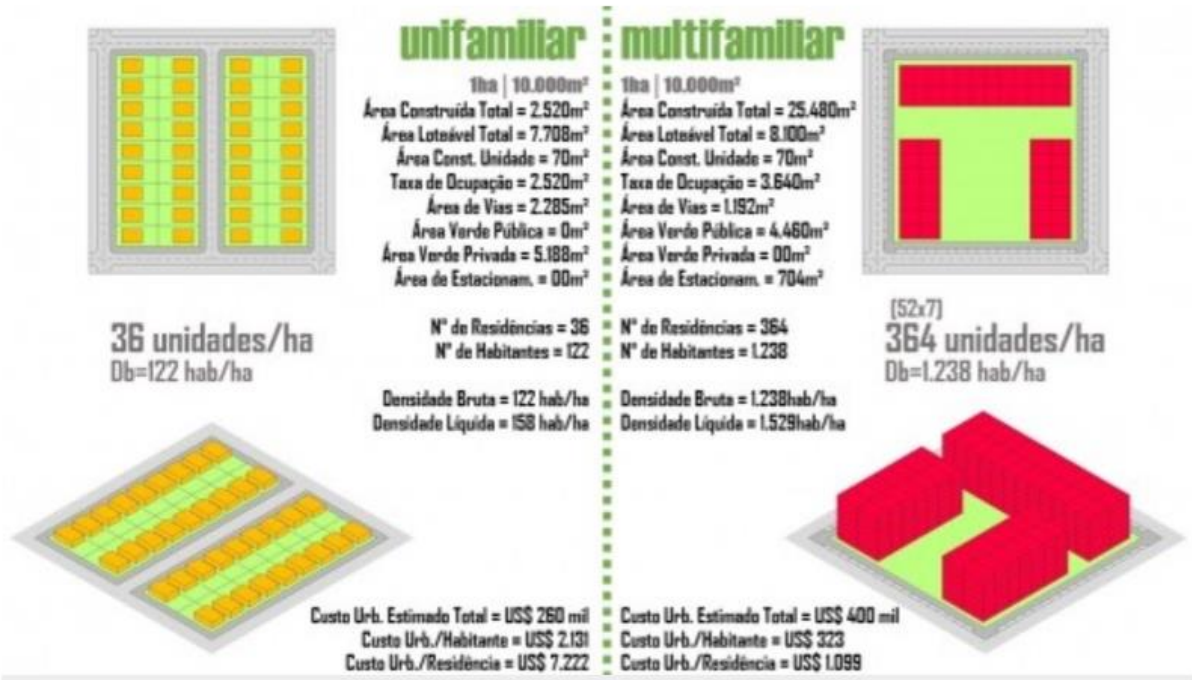 unifamiliar
1ha | 10.000m²
Área Construída Total = 2.520m²
Área Loteável Total = 7.708m²
Área Const. Unidade = 70m²
Taxa de Ocupação = 2.520m²
Área de Vias = 2.285m²
Área Verde Pública = 0m²
Área Verde Privada = 5.188m²
Área de Estacionam. = 00m²
N° de Residências = 36
N° de Habitantes = 122
Densidade Bruta = 122 hab/ha
Densidade Líquida = 158 hab/ha
36 unidades/ha
Db=122 hab/ha
Custo Urb. Estimado Total = US$ 260 mil
Custo Urb./Habitante = US$ 2.131
Custo Urb./Residência = US$ 7.222
multifamiliar
1ha | 10.000m²
Área Construída Total = 25.480m²
Área Loteável Total = 8.100m²
Área Const. Unidade = 70m²
Taxa de Ocupação = 3.640m²
Área de Vias = 1.192m²
Área Verde Pública = 4.460m²
Área Verde Privada = 00m²
Área de Estacionam. = 704m²
N° de Residências = 364
N° de Habitantes = 1.238
Densidade Bruta = 1.238hab/ha
Densidade Líquida = 1.529hab/ha
(52x7)
364 unidades/ha
Db=1.238 hab/ha
Custo Urb. Estimado Total = US$ 400 mil
Custo Urb./Habitante = US$ 323
Custo Urb./Residência = US$ 1.099